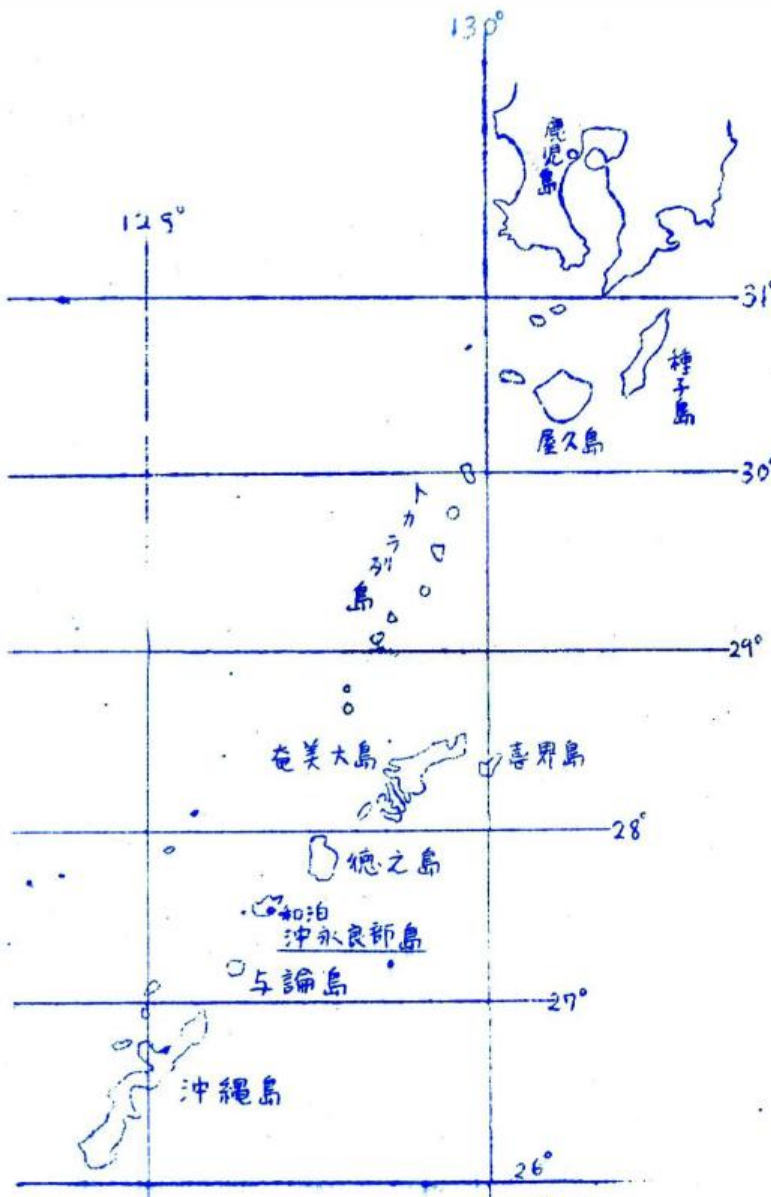 130°
鹿児島
129°
31°
種子島
屋久島
30°
トカラ列島
29°
奄美大島
喜界島
28°
徳之島
和泊
沖永良部島
与論島
27°
沖縄島
26°